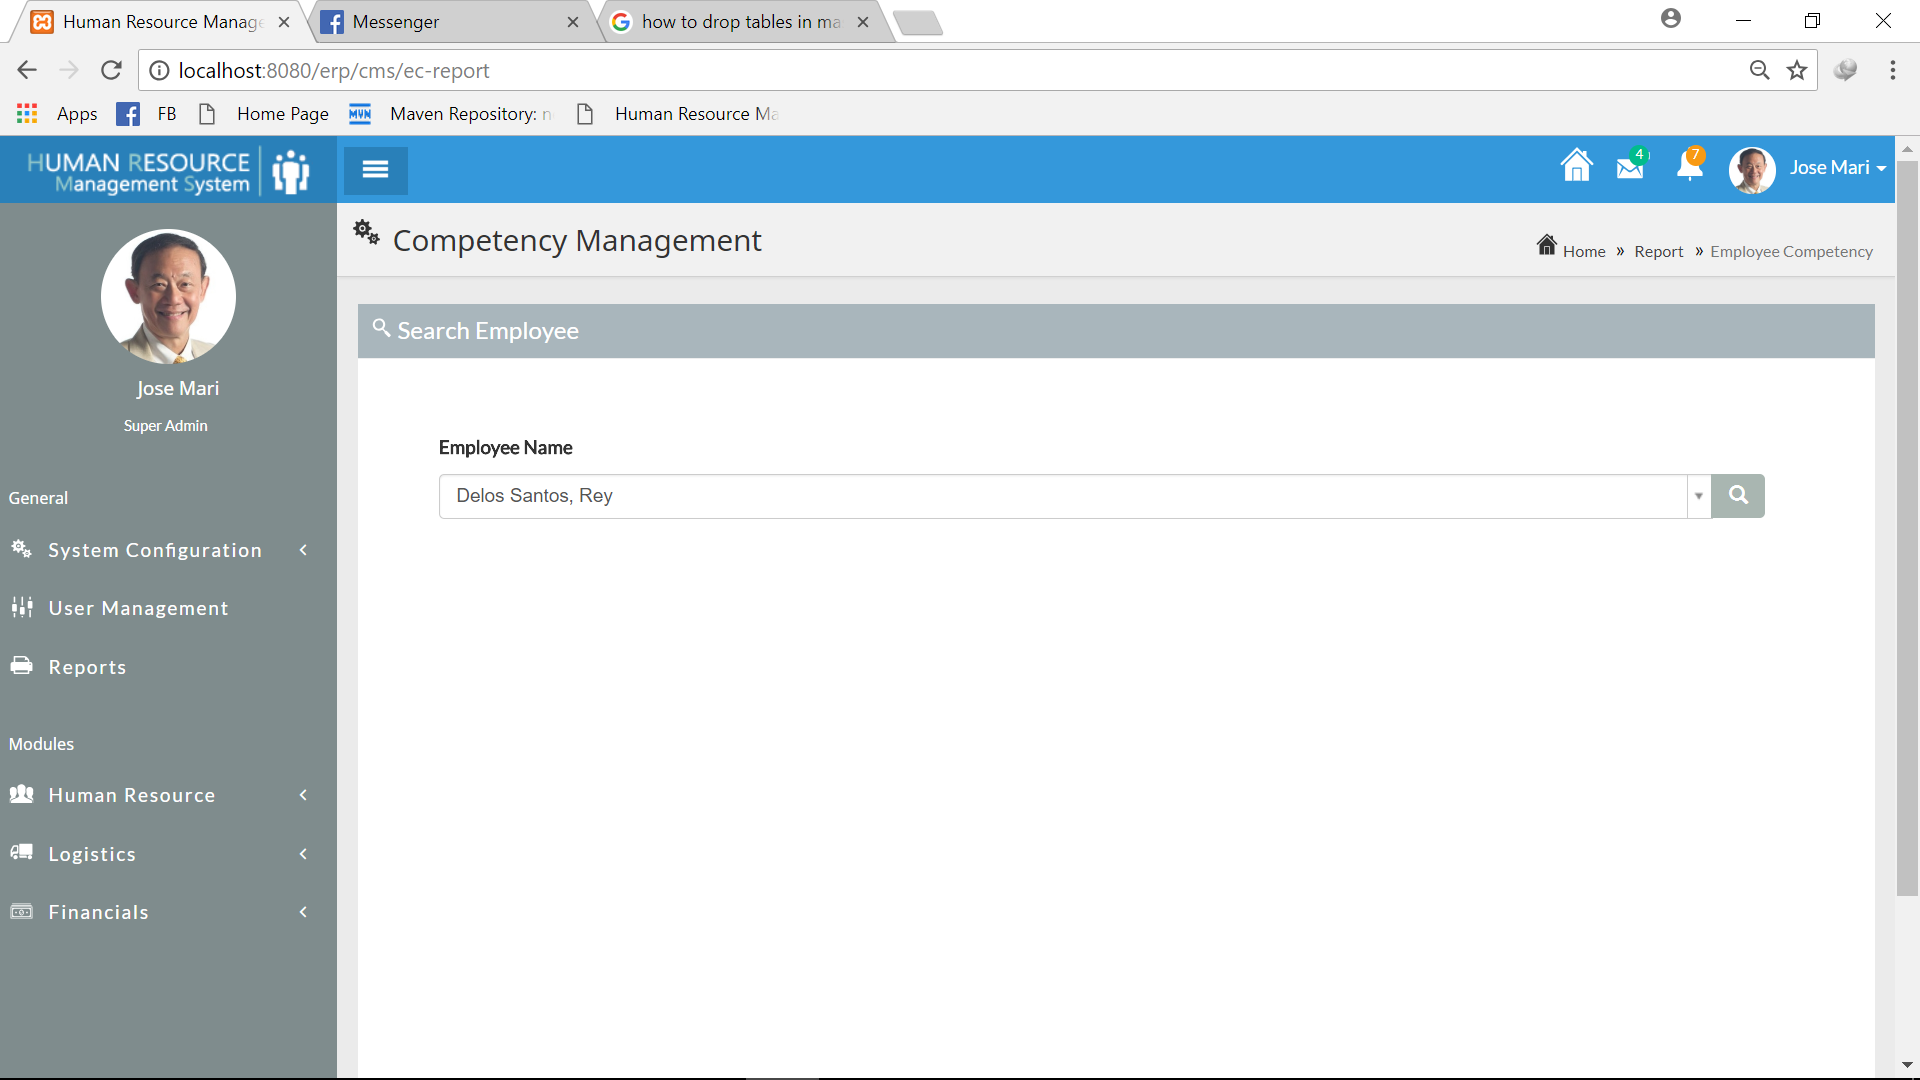 Human Resource Manage
Messenger
how to drop tables in ma
localhost:8080/erp/cms/ec-report
Apps
FB
Home Page
Maven Repository: n
Human Resource Ma
HUMAN RESOURCE
Management System
4
7
Jose Mari
Competency Management
Home » Report » Employee Competency
Jose Mari
Super Admin
Search Employee
Employee Name
Delos Santos, Rey
General
System Configuration
User Management
Reports
Modules
Human Resource
Logistics
Financials